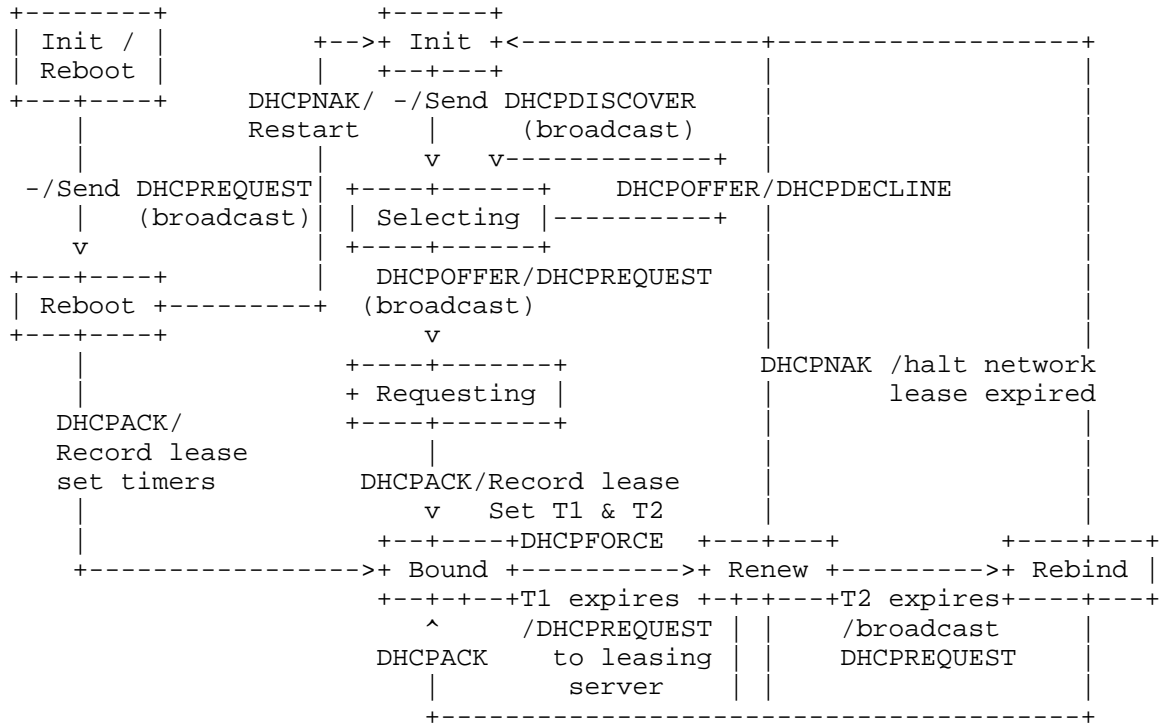 Init
Init /
Reboot
DHCPNAK/ -/Send DHCPDISCOVER
Restart (broadcast)
v v
-/Send DHCPREQUEST DHCPOFFER/DHCPDECLINE
(broadcast) Selecting
v
DHCPOFFER/DHCPREQUEST
Reboot (broadcast)
v
DHCPNAK /halt network
Requesting lease expired
DHCPACK/
Record lease
set timers DHCPACK/Record lease
v Set T1 & T2
DHCPFORCE
Bound Renew Rebind
T1 expires T2 expires
/DHCPREQUEST /broadcast
DHCPACK to leasing DHCPREQUEST
server